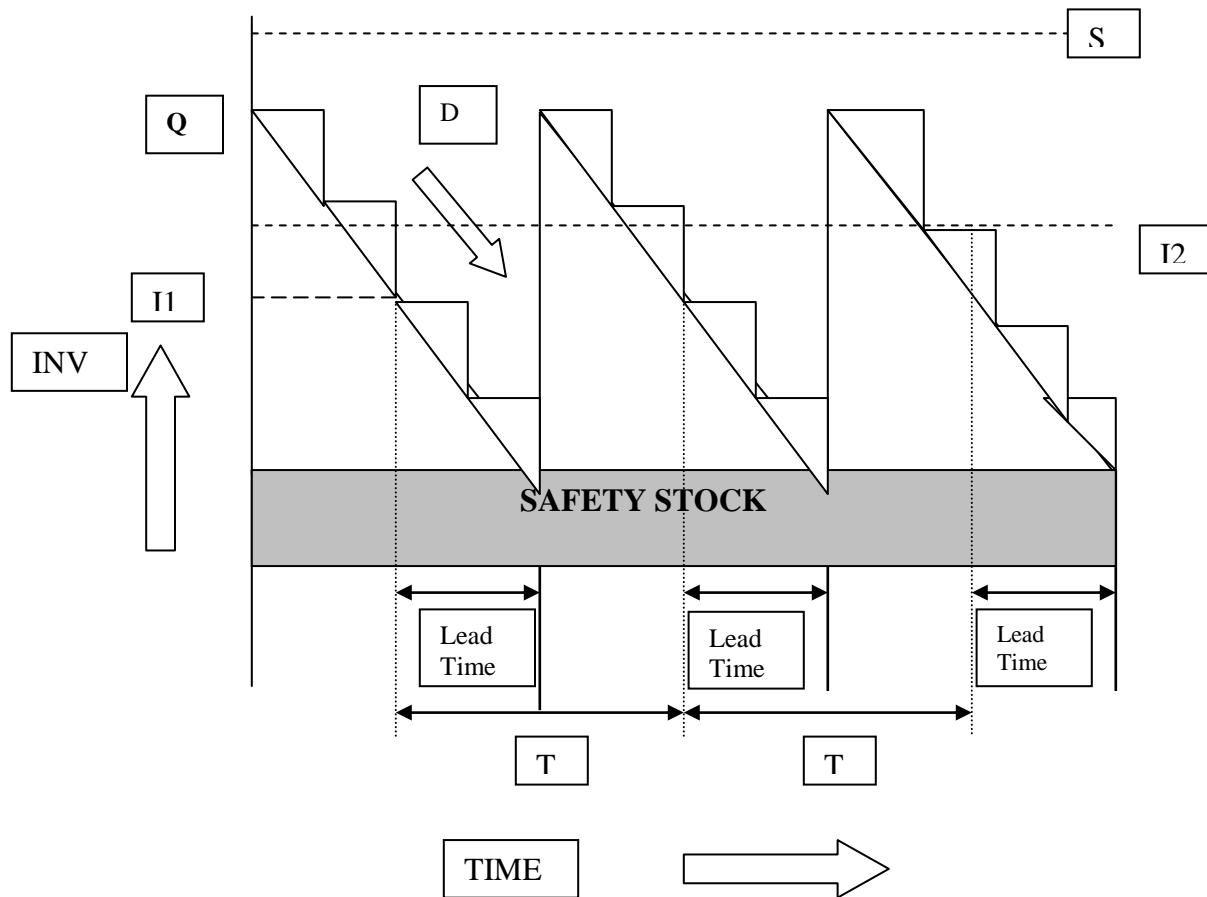 S
Q
D
I2
I1
INV
SAFETY STOCK
Lead
Time
Lead
Time
Lead
Time
T
T
TIME